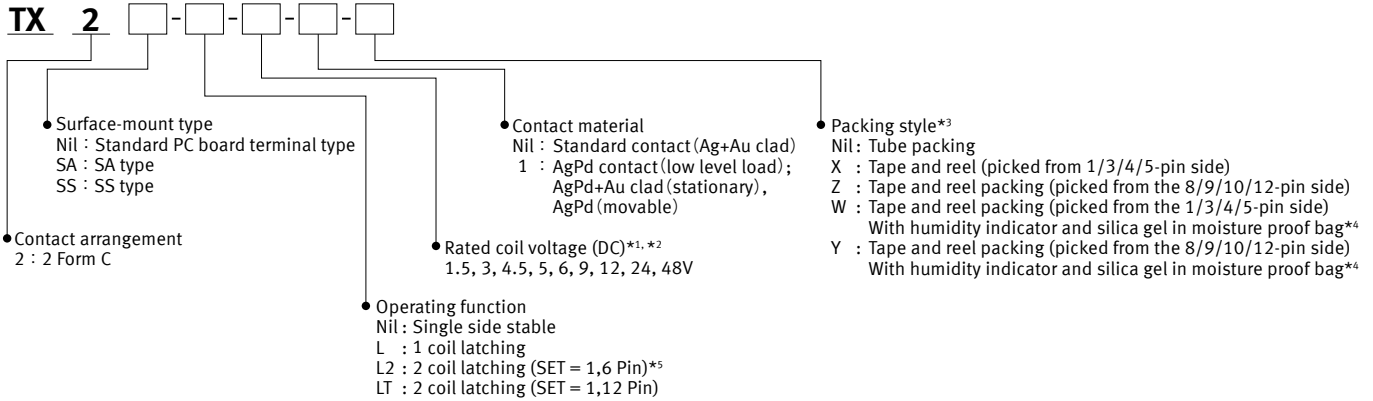 TX 2 - - - -
Surface-mount type
Nil : Standard PC board terminal type
SA : SA type
SS : SS type
Contact arrangement
2 : 2 Form C
Operating function
Nil : Single side stable
L : 1 coil latching
L2 : 2 coil latching (SET = 1,6 Pin)*5
LT : 2 coil latching (SET = 1,12 Pin)
Rated coil voltage (DC)*1, *2
1.5, 3, 4.5, 5, 6, 9, 12, 24, 48V
Contact material
Nil : Standard contact (Ag+Au clad)
1 : AgPd contact (low level load);
AgPd+Au clad (stationary),
AgPd (movable)
Packing style*3
Nil : Tube packing
X : Tape and reel (picked from 1/3/4/5-pin side)
Z : Tape and reel packing (picked from the 8/9/10/12-pin side)
W : Tape and reel packing (picked from the 1/3/4/5-pin side)
With humidity indicator and silica gel in moisture proof bag*4
Y : Tape and reel packing (picked from the 8/9/10/12-pin side)
With humidity indicator and silica gel in moisture proof bag*4